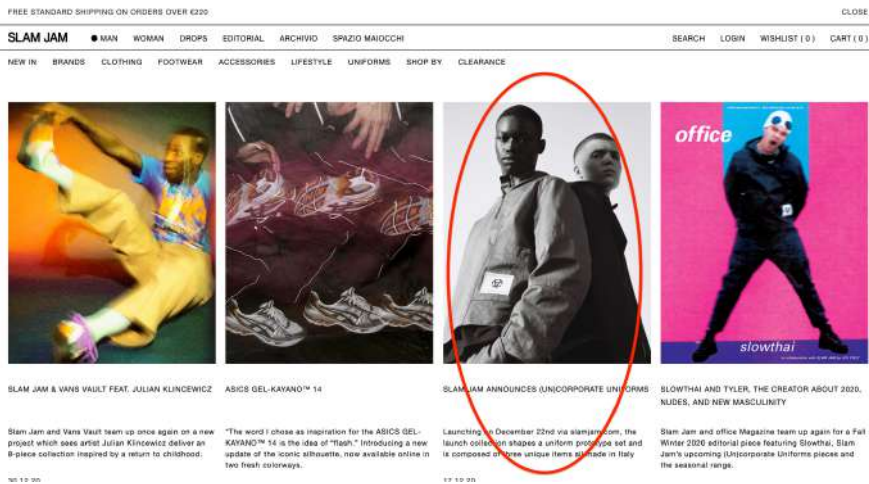 FREE STANDARD SHIPPING ON ORDERS OVER €220
CLOSE
SLAM JAM
MAN WOMAN DROPS EDITORIAL ARCHIVIO SPAZIO MAIOCCHI
SEARCH LOGIN WISHLIST ( 0 ) CART ( 0 )
NEW IN BRANDS CLOTHING FOOTWEAR ACCESSORIES LIFESTYLE UNIFORMS SHOP BY CLEARANCE
office
slowthai
SLAM JAM & VANS VAULT FEAT. JULIAN KLINCEWICZ
Slam Jam and Vans Vault team up once again on a new
project which sees artist Julian Klincewicz deliver an
8-piece collection inspired by a return to childhood.
30.12.20
ASICS GEL-KAYANO™ 14
"The word I chose as inspiration for the ASICS GEL-
KAYANO™ 14 is the idea of "flash." Introducing a new
update of the iconic silhouette, now available online in
two fresh colorways.
SLAM JAM ANNOUNCES (UN)CORPORATE UNIFORMS
Launching on December 22nd via slamjam.com, the
launch collection shapes a uniform prototype set and
is composed of three unique items all made in Italy
17.12.20
SLOWTHAI AND TYLER, THE CREATOR ABOUT 2020,
NUDES, AND NEW MASCULINITY
Slam Jam and office Magazine team up again for a Fall
Winter 2020 editorial piece featuring Slowthai, Slam
Jam's upcoming (Un)corporate Uniforms pieces and
the seasonal range.